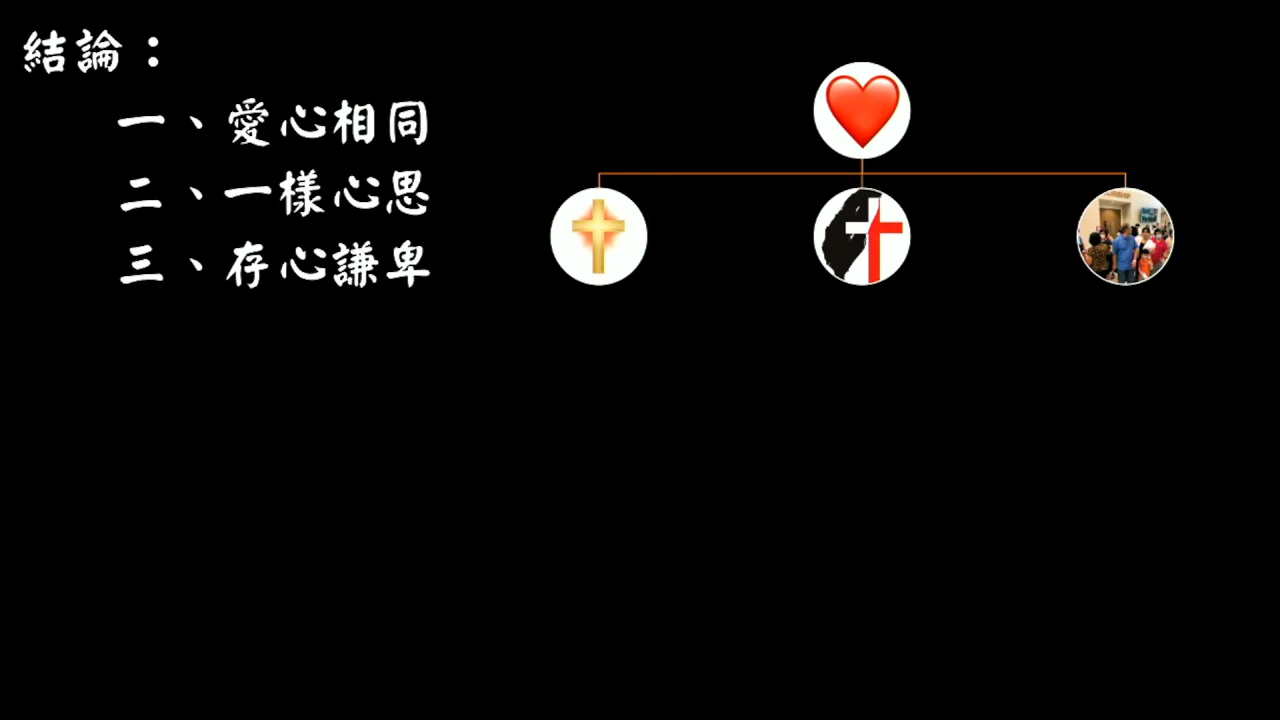 結論：
一、愛心相同
二、一樣心思
三、存心謙卑